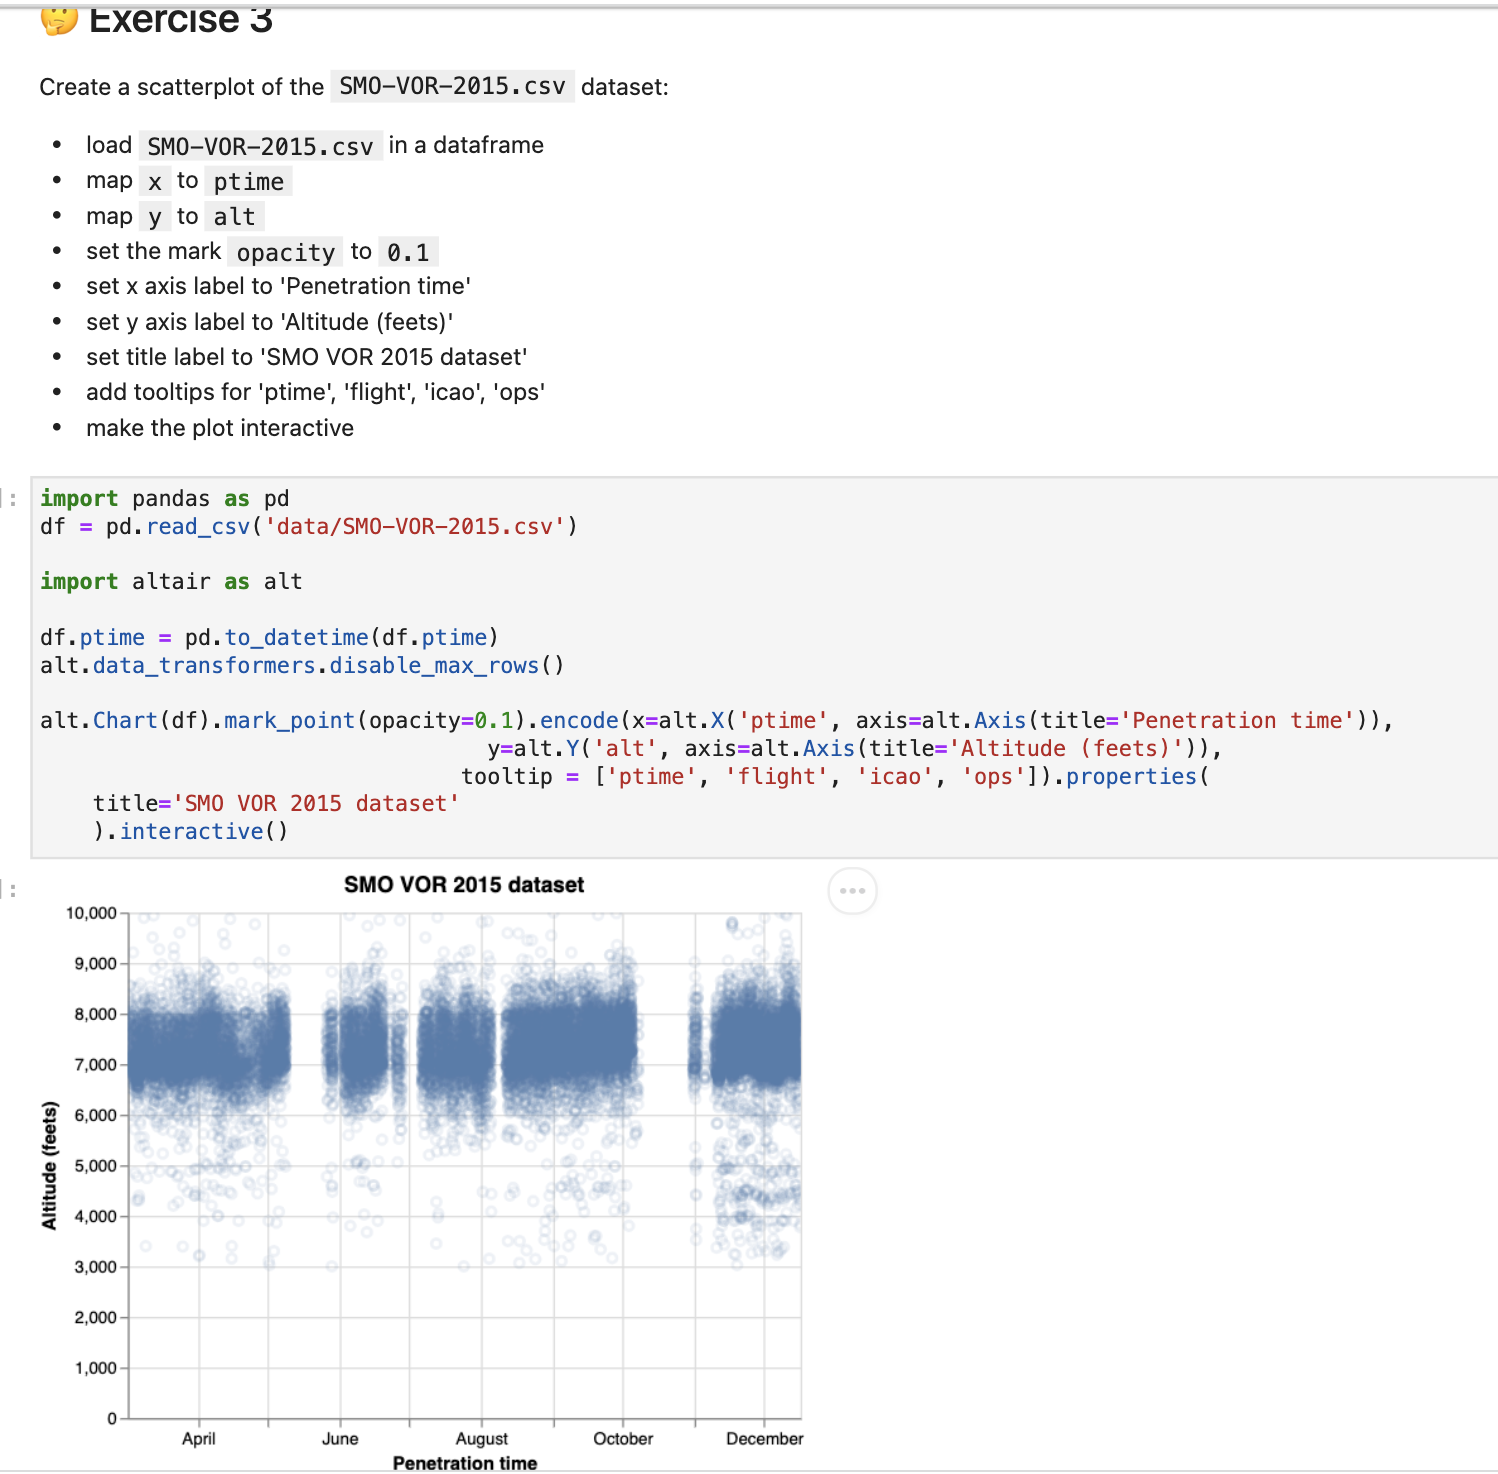 🤔 Exercise 3
Create a scatterplot of the SMO-VOR-2015.csv dataset:
• load SMO-VOR-2015.csv in a dataframe
• map x to ptime
• map y to alt
• set the mark opacity to 0.1
• set x axis label to 'Penetration time'
• set y axis label to 'Altitude (feets)'
• set title label to 'SMO VOR 2015 dataset'
• add tooltips for 'ptime', 'flight', 'icao', 'ops'
• make the plot interactive
]:
import pandas as pd
df = pd.read_csv('data/SMO-VOR-2015.csv')
import altair as alt
df.ptime = pd.to_datetime(df.ptime)
alt.data_transformers.disable_max_rows()
alt.Chart(df).mark_point(opacity=0.1).encode(x=alt.X('ptime', axis=alt.Axis(title='Penetration time')),
y=alt.Y('alt', axis=alt.Axis(title='Altitude (feets)')),
tooltip = ['ptime', 'flight', 'icao', 'ops']).properties(
title='SMO VOR 2015 dataset'
).interactive()
]:
SMO VOR 2015 dataset
10,000
9,000
8,000
7,000
6,000
5,000
4,000
3,000
2,000
1,000
0
Altitude (feets)
April June August October December
Penetration time